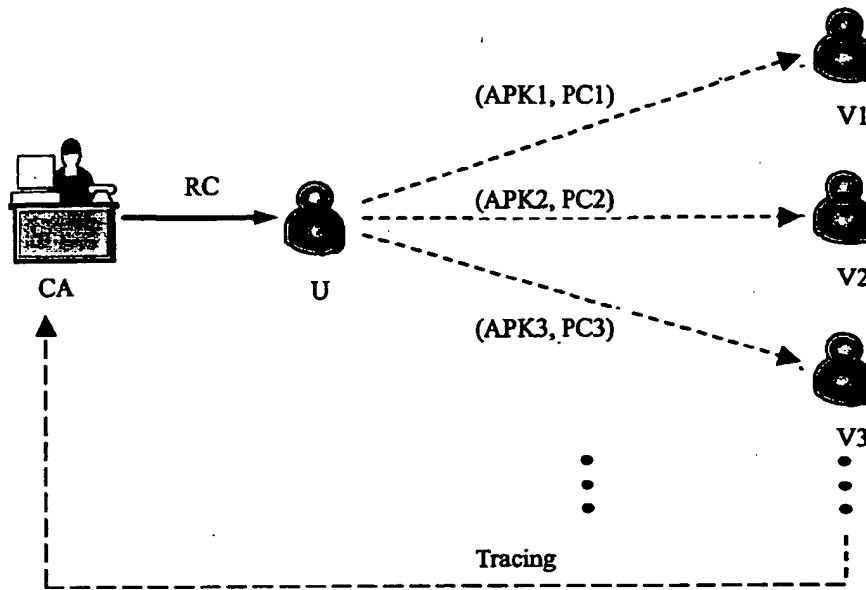 (APK1, PC1)
V1
RC
(APK2, PC2)
CA
U
V2
(APK3, PC3)
V3
Tracing